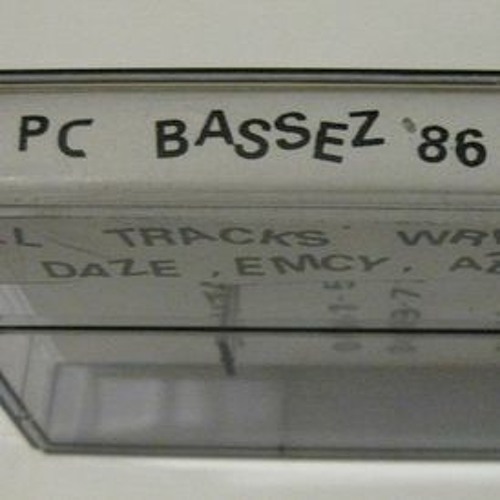 PC BASSEZ '86
TRACKS
DAZE, EMCY,